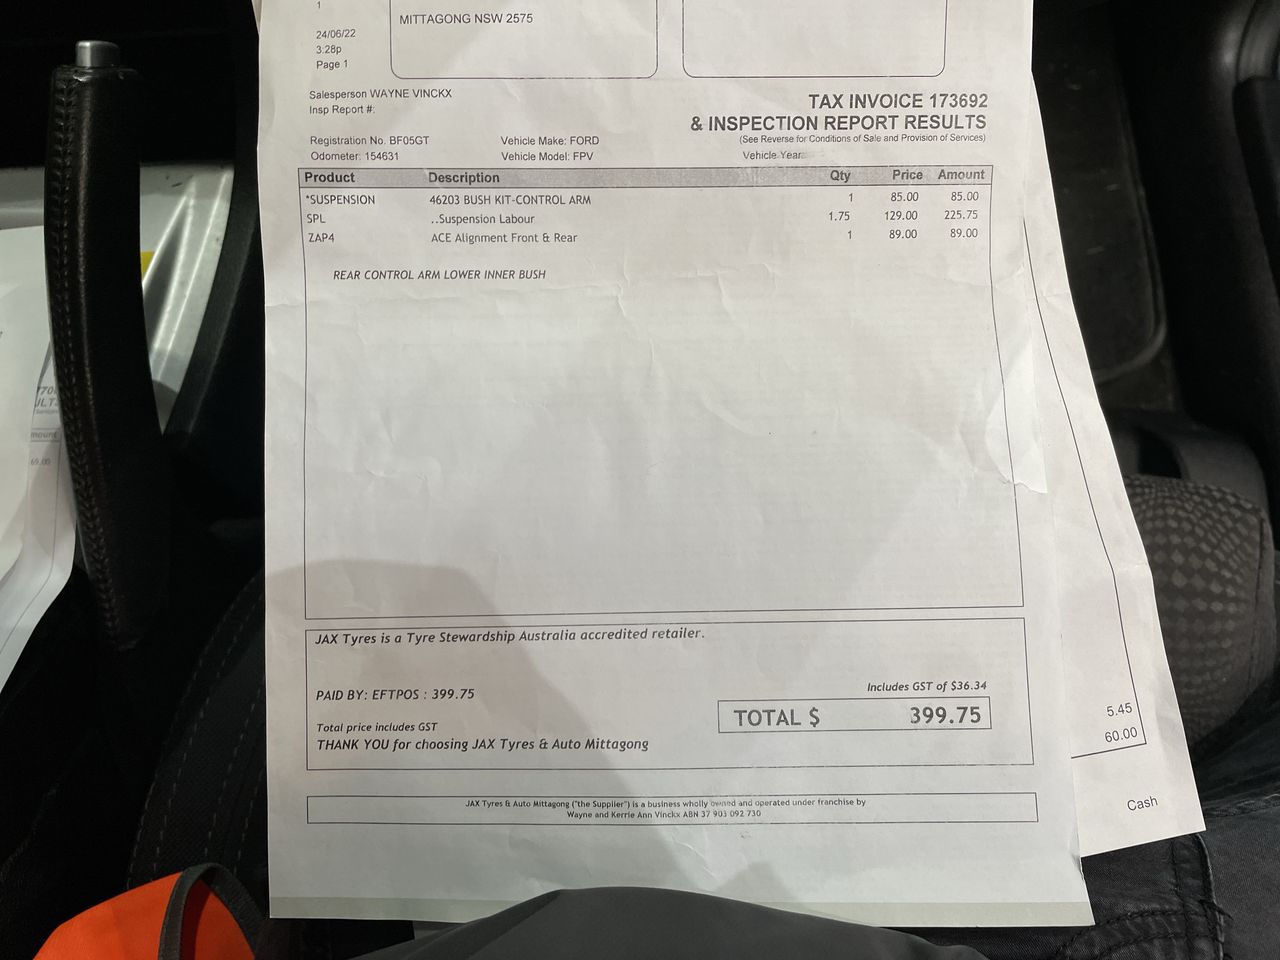 1
MITTAGONG NSW 2575
24/06/22
3:28p
Page 1
Salesperson WAYNE VINCKX
Insp Report #:
TAX INVOICE 173692
& INSPECTION REPORT RESULTS
(See Reverse for Conditions of Sale and Provision of Services)
Registration No. BF05GT Vehicle Make: FORD
Odometer: 154631 Vehicle Model: FPV Vehicle Year:
Product Description Qty Price Amount
*SUSPENSION 46203 BUSH KIT-CONTROL ARM 1 85.00 85.00
SPL ..Suspension Labour 1.75 129.00 225.75
ZAP4 ACE Alignment Front & Rear 1 89.00 89.00
REAR CONTROL ARM LOWER INNER BUSH
JAX Tyres is a Tyre Stewardship Australia accredited retailer.
PAID BY: EFTPOS : 399.75
Includes GST of $36.34
TOTAL $ 399.75
Total price includes GST
THANK YOU for choosing JAX Tyres & Auto Mittagong
JAX Tyres & Auto Mittagong ("the Supplier") is a business wholly owned and operated under franchise by
Wayne and Kerrie Ann Vinckx ABN 37 903 092 730
5.45
60.00
Cash
69.00